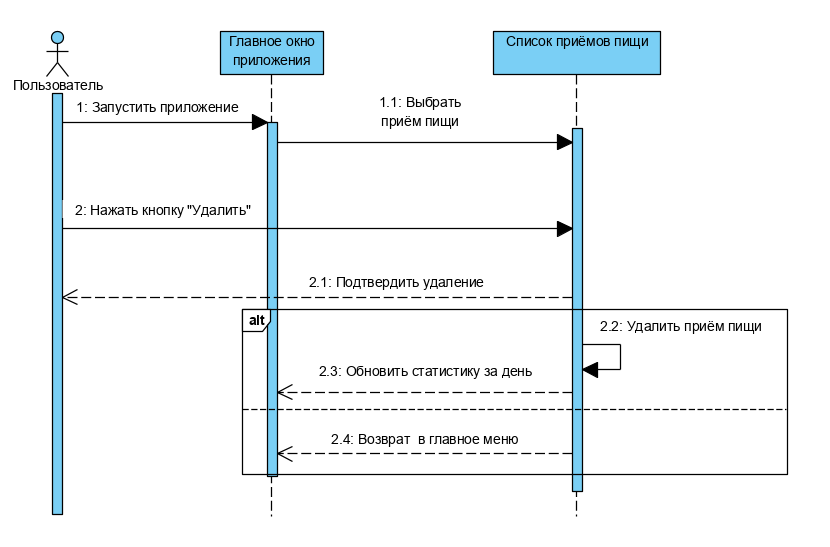 Главное окно
приложения
Список приёмов пищи
Пользователь
1: Запустить приложение
1.1: Выбрать
приём пищи
2: Нажать кнопку "Удалить"
2.1: Подтвердить удаление
alt
2.2: Удалить приём пищи
2.3: Обновить статистику за день
2.4: Возврат в главное меню